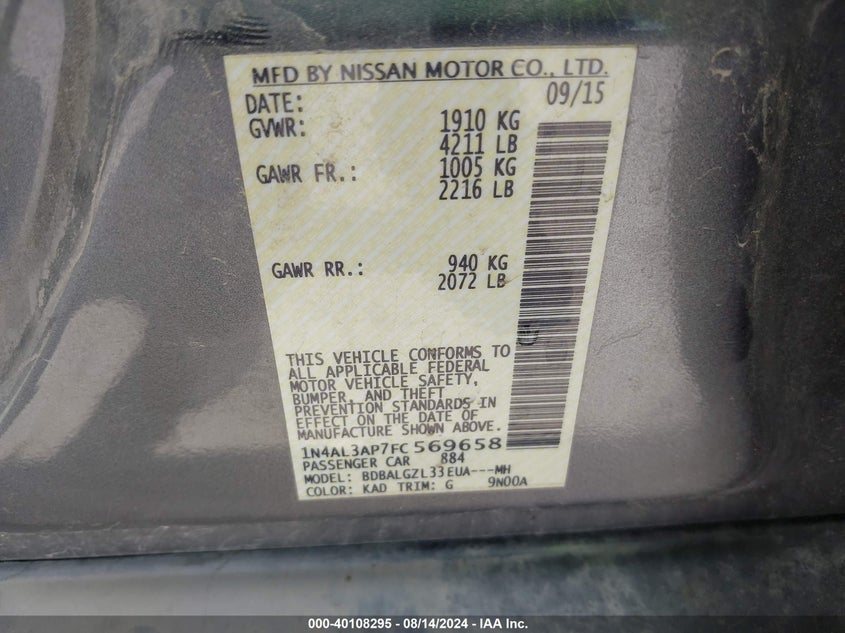 MFD BY NISSAN MOTOR CO., LTD.
DATE: 09/15
GVWR: 1910 KG
4211 LB
GAWR FR.: 1005 KG
2216 LB
GAWR RR.: 940 KG
2072 LB
THIS VEHICLE CONFORMS TO
ALL APPLICABLE FEDERAL
MOTOR VEHICLE SAFETY,
BUMPER, AND THEFT
PREVENTION STANDARDS IN
EFFECT ON THE DATE OF
MANUFACTURE SHOWN ABOVE.
1N4AL3AP7FC569658
PASSENGER CAR 884
MODEL: BDBALGZL33EUA---MH
COLOR: KAD TRIM: G 9N00A
000-40108295 - 08/14/2024 - IAA Inc.